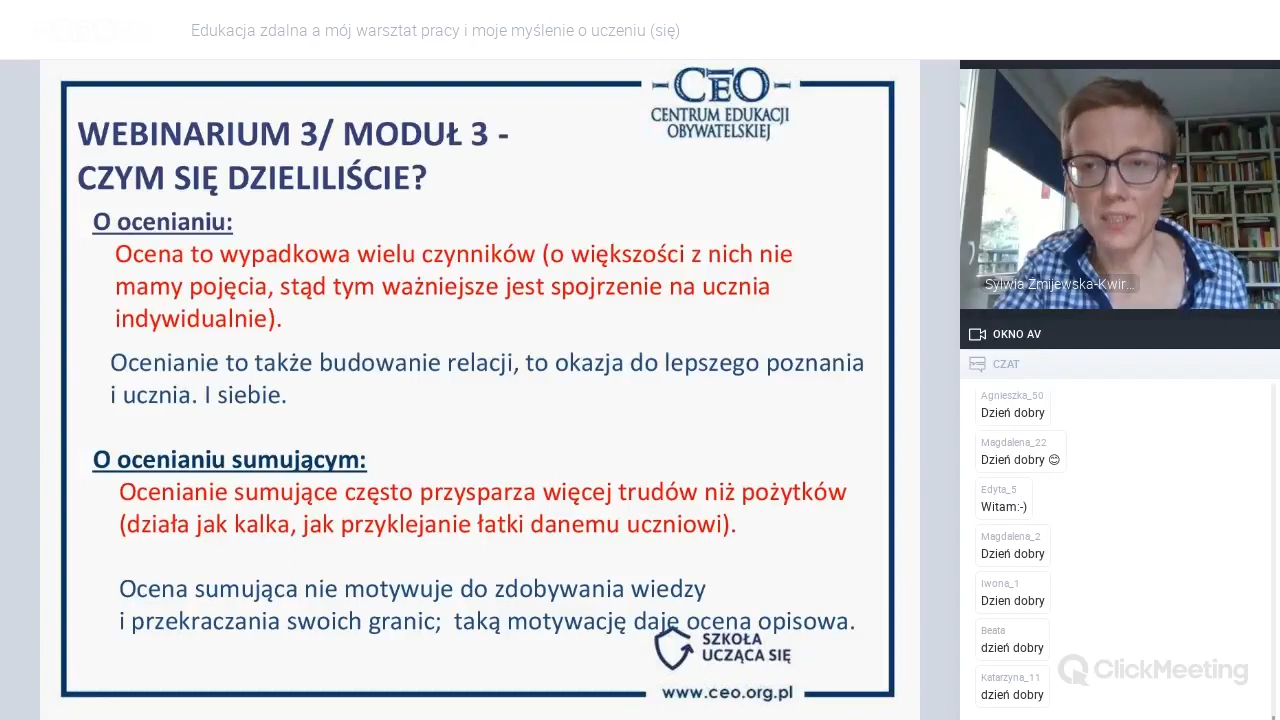 Edukacja zdalna a mój warsztat pracy i moje myślenie o uczeniu (się)
CEO
CENTRUM EDUKACJI
OBYWATELSKIEJ
WEBINARIUM 3/ MODUŁ 3 -
CZYM SIĘ DZIELILIŚCIE?
O ocenianiu:
Ocena to wypadkowa wielu czynników (o większości z nich nie
mamy pojęcia, stąd tym ważniejsze jest spojrzenie na ucznia
indywidualnie).
Ocenianie to także budowanie relacji, to okazja do lepszego poznania
i ucznia. I siebie.
O ocenianiu sumującym:
Ocenianie sumujące często przysparza więcej trudów niż pożytków
(działa jak kalka, jak przyklejanie łatki danemu uczniowi).
Ocena sumująca nie motywuje do zdobywania wiedzy
i przekraczania swoich granic;  taką motywację daje ocena opisowa.
SZKOŁA
UCZĄCA SIĘ
www.ceo.org.pl
Sylwia Żmijewska-Kwir...
OKNO AV
CZAT
Agnieszka_50
Dzień dobry
Magdalena_22
Dzień dobry 😊
Edyta_5
Witam:-)
Magdalena_2
Dzień dobry
Iwona_1
Dzien dobry
Beata
dzień dobry
Katarzyna_11
dzień dobry
ClickMeeting